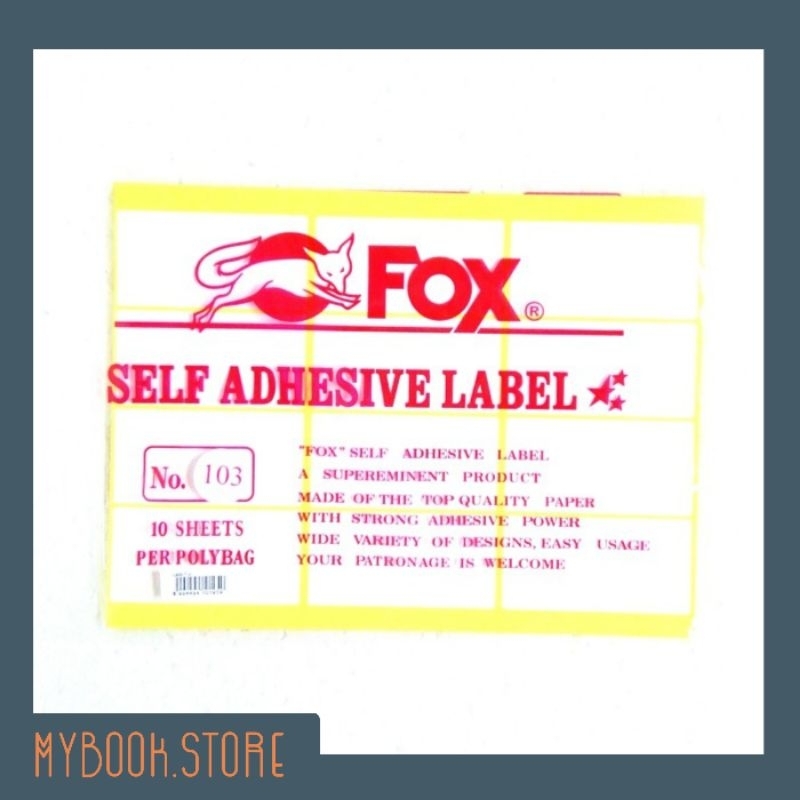 FOX®
SELF ADHESIVE LABEL
No. 103
10 SHEETS
PER POLYBAG
"FOX" SELF ADHESIVE LABEL
A SUPEREMINENT PRODUCT
MADE OF THE TOP QUALITY PAPER
WITH STRONG ADHESIVE POWER
WIDE VARIETY OF DESIGNS, EASY USAGE
YOUR PATRONAGE IS WELCOME
MYBOOK.STORE